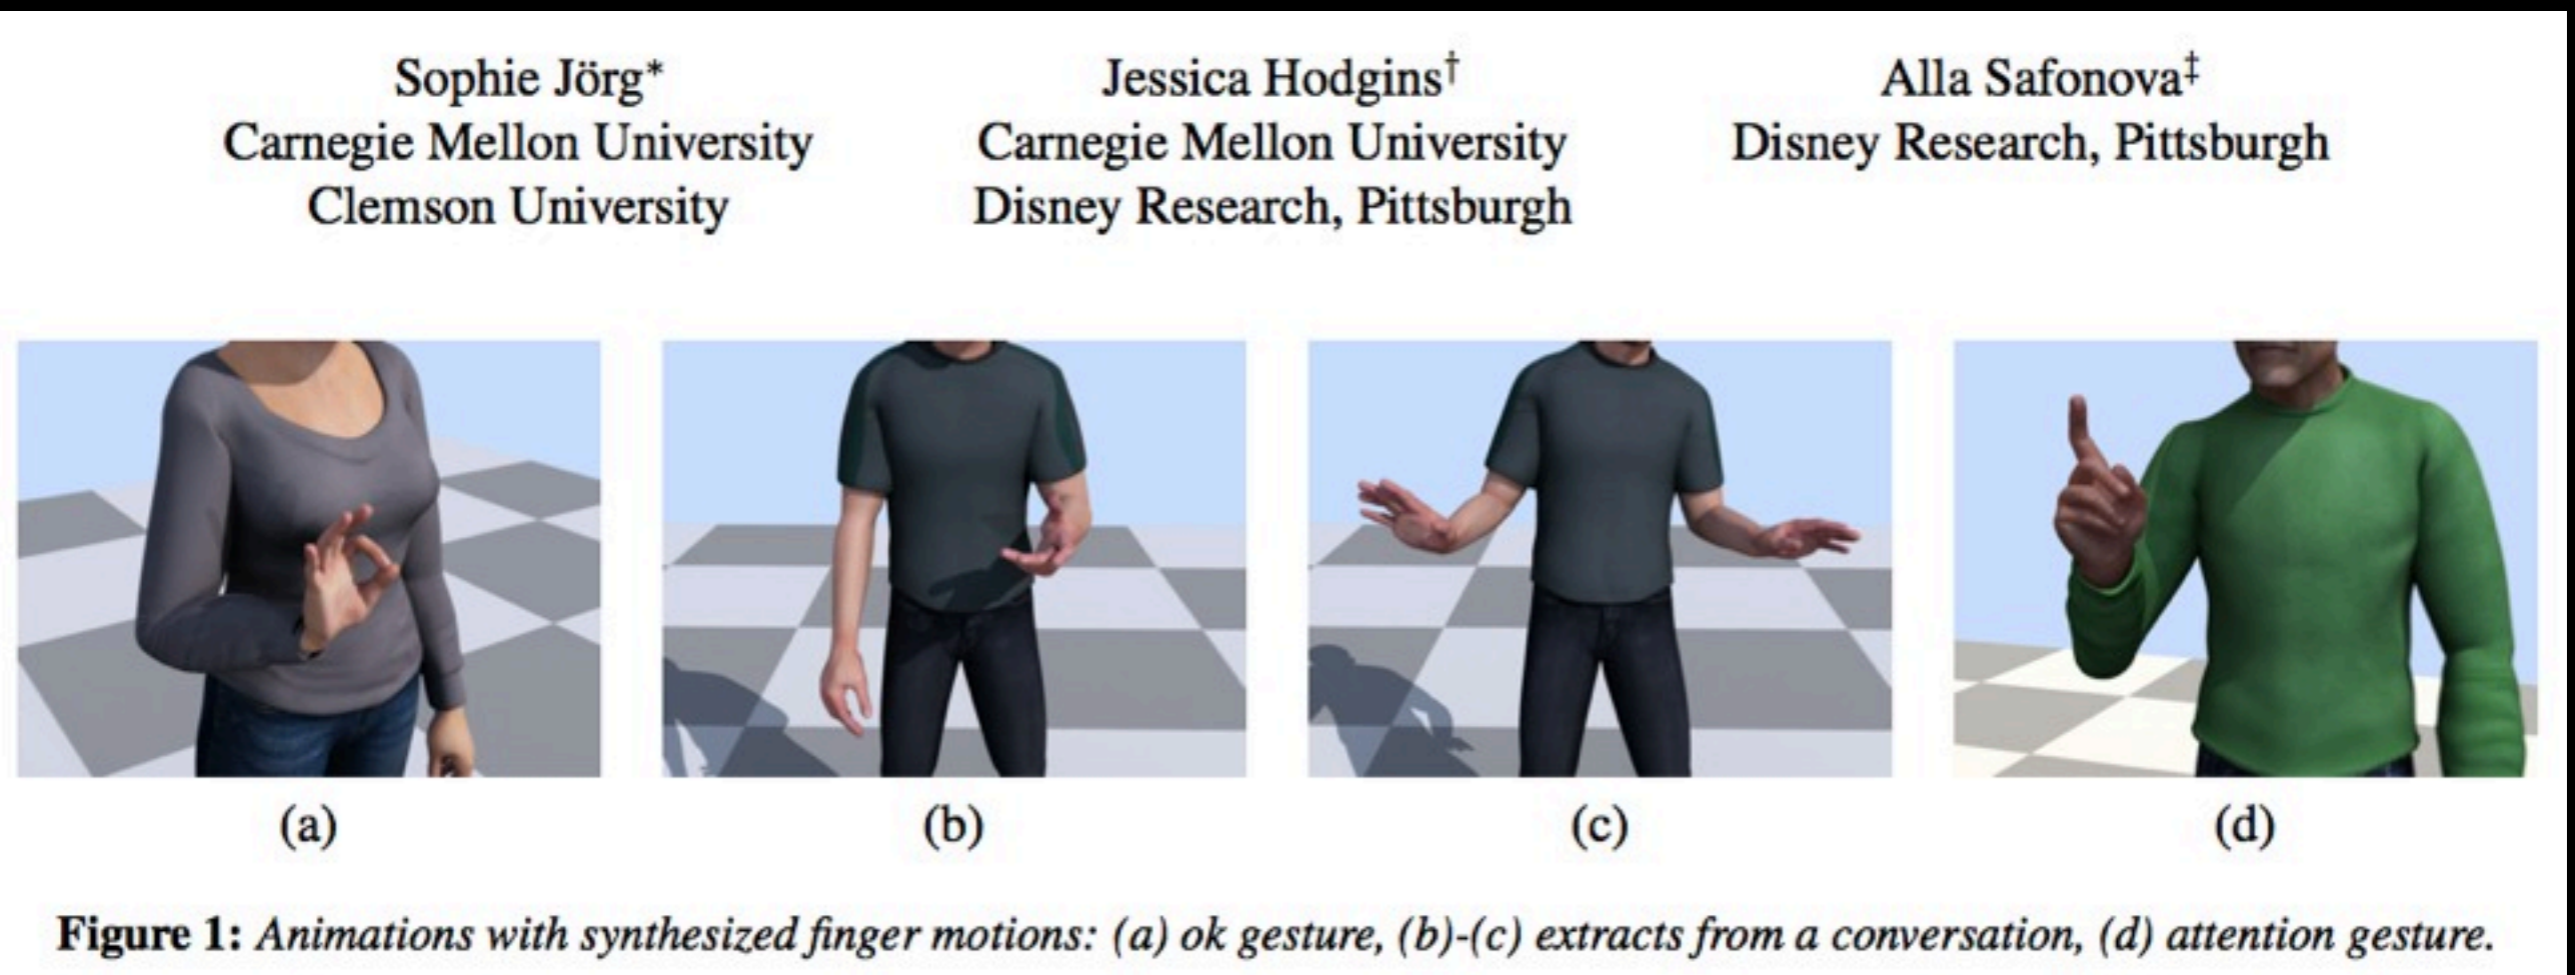 Sophie Jörg*
Carnegie Mellon University
Clemson University
Jessica Hodgins†
Carnegie Mellon University
Disney Research, Pittsburgh
Alla Safonova‡
Disney Research, Pittsburgh
(a)
(b)
(c)
(d)
Figure 1: Animations with synthesized finger motions: (a) ok gesture, (b)-(c) extracts from a conversation, (d) attention gesture.